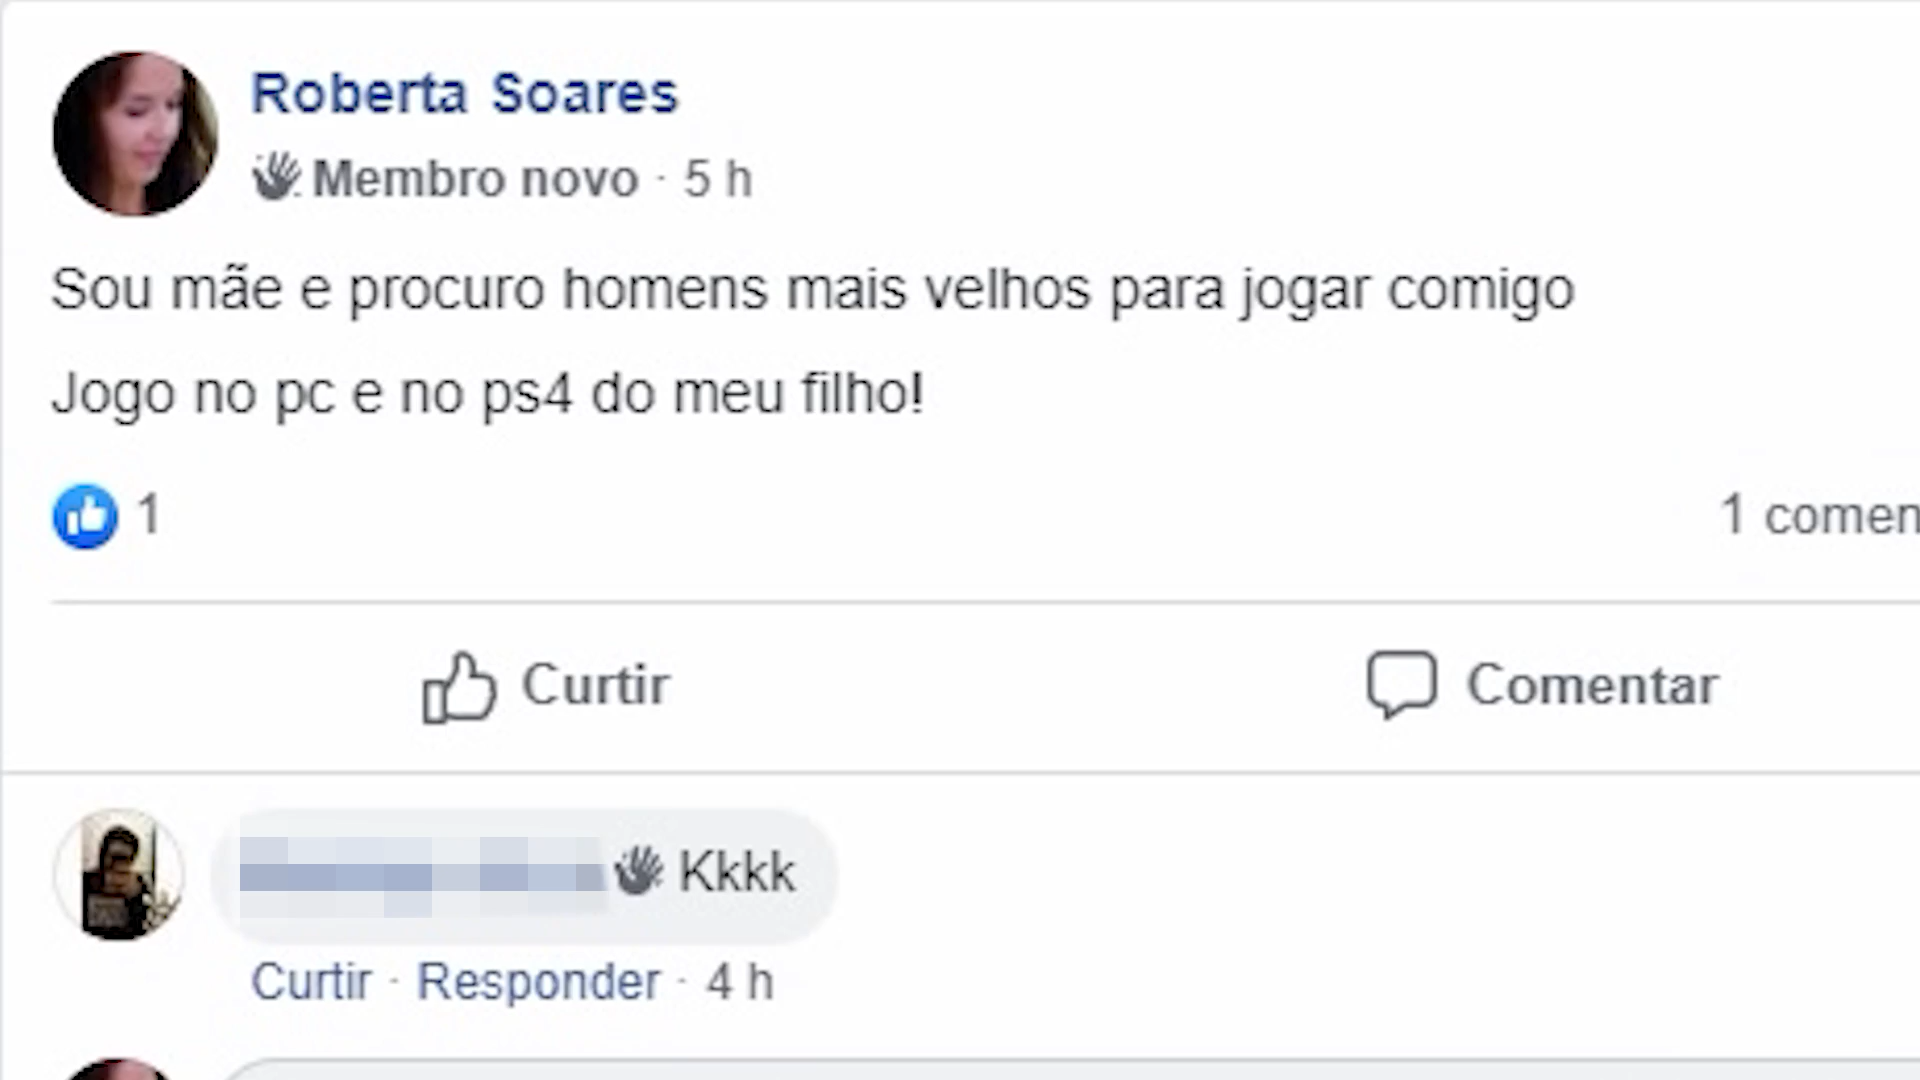 Roberta Soares
Membro novo · 5 h
Sou mãe e procuro homens mais velhos para jogar comigo
Jogo no pc e no ps4 do meu filho!
1
1 comen
Curtir
Comentar
Kkkk
Curtir · Responder · 4 h